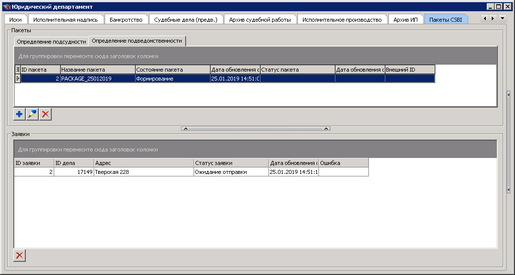 Юридический департамент
Иски Исполнительная надпись Банкротство Судебные дела (предв.) Архив судебной работы Исполнительное производство Архив ИП Пакеты CSBI
Пакеты
Определение подсудности Определение подведомственности
Для группировки перенесите сюда заголовок колонки
ID пакета Название пакета Состояние пакета Дата обновления с Статус пакета Дата обновления с Внешний ID
2 PACKAGE_25012019 Формирование 25.01.2019 14:51:0
Заявки
Для группировки перенесите сюда заголовок колонки
ID заявки ID дела Адрес Статус заявки Дата обновления с Ошибка
2 17149 Тверская 228 Ожидание отправки 25.01.2019 14:51:1